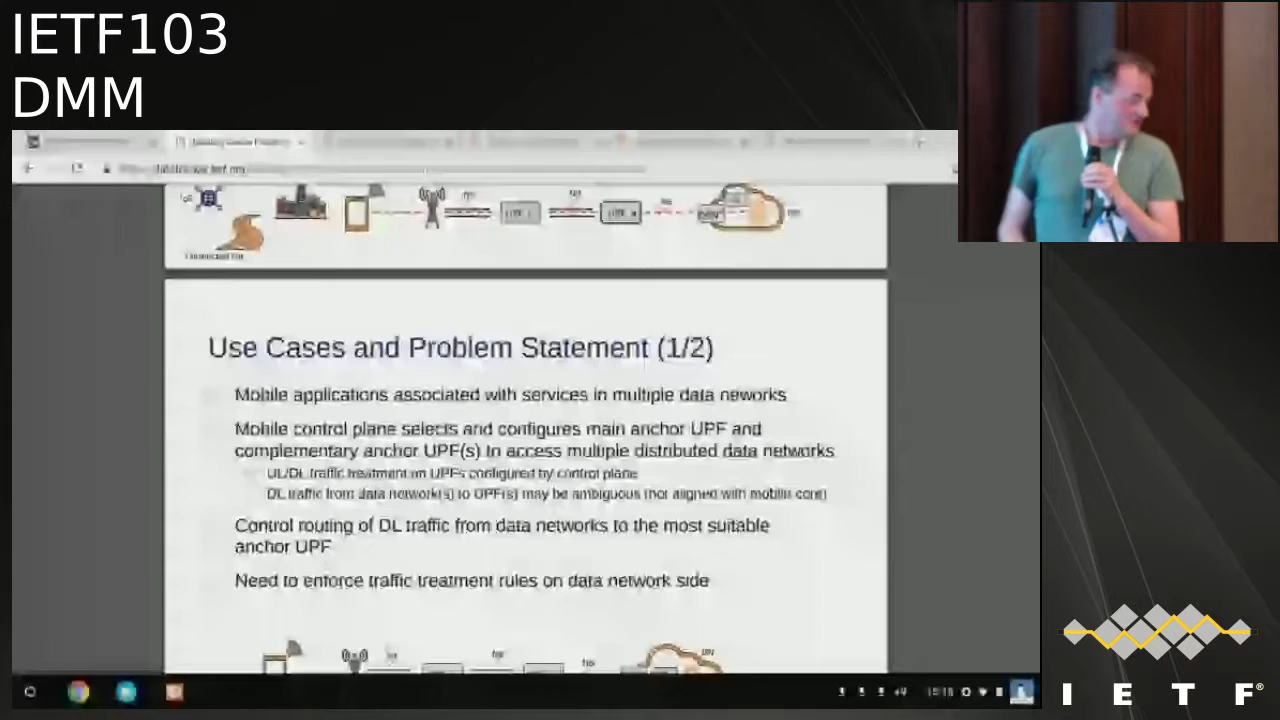 IETF103
DMM
Use Cases and Problem Statement (1/2)
Mobile applications associated with services in multiple data neworks
Mobile control plane selects and configures main anchor UPF and
complementary anchor UPF(s) to access multiple distributed data networks
UL/DL traffic treatment on UPFs configured by control plane
DL traffic from data network(s) to UPF(s) may be ambiguous (not aligned with mobile cont)
Control routing of DL traffic from data networks to the most suitable
anchor UPF
Need to enforce traffic treatment rules on data network side
DN
I E T F®